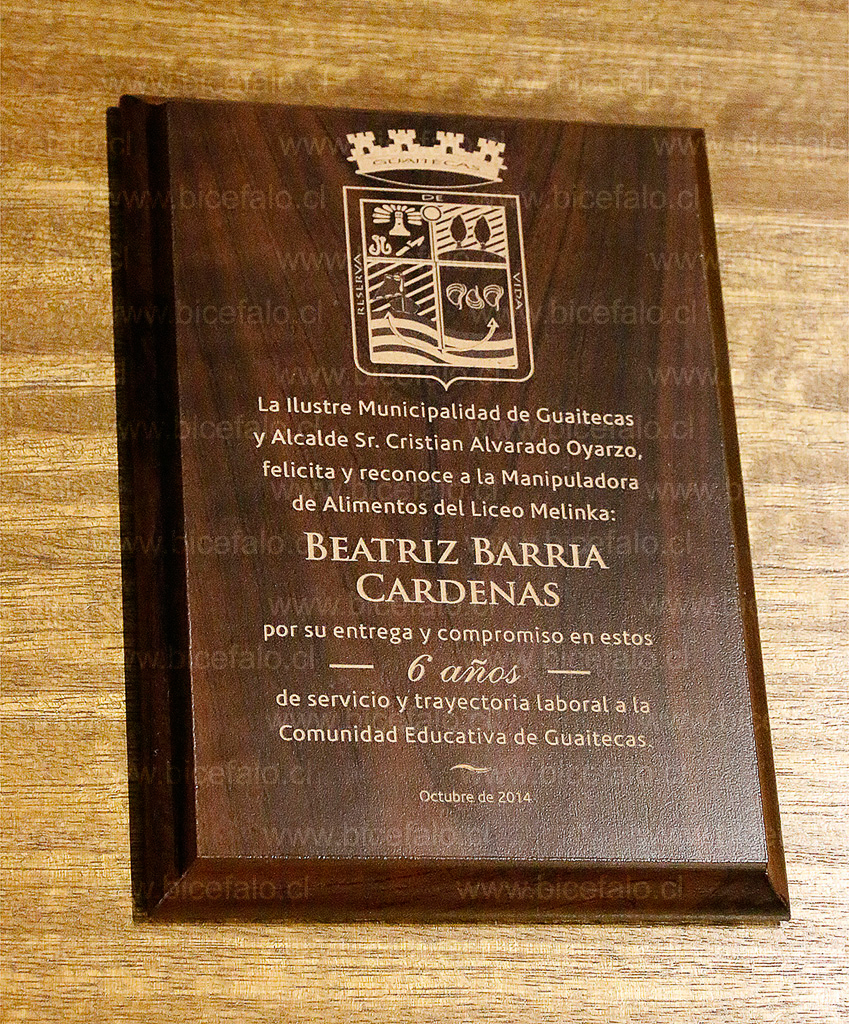 GUAITECAS
DE
RESERVA
VIDA
La Ilustre Municipalidad de Guaitecas
y Alcalde Sr. Cristian Alvarado Oyarzo,
felicita y reconoce a la Manipuladora
de Alimentos del Liceo Melinka:
BEATRIZ BARRIA
CARDENAS
por su entrega y compromiso en estos
6 años
de servicio y trayectoria laboral a la
Comunidad Educativa de Guaitecas.
Octubre de 2014
www.bicefalo.cl